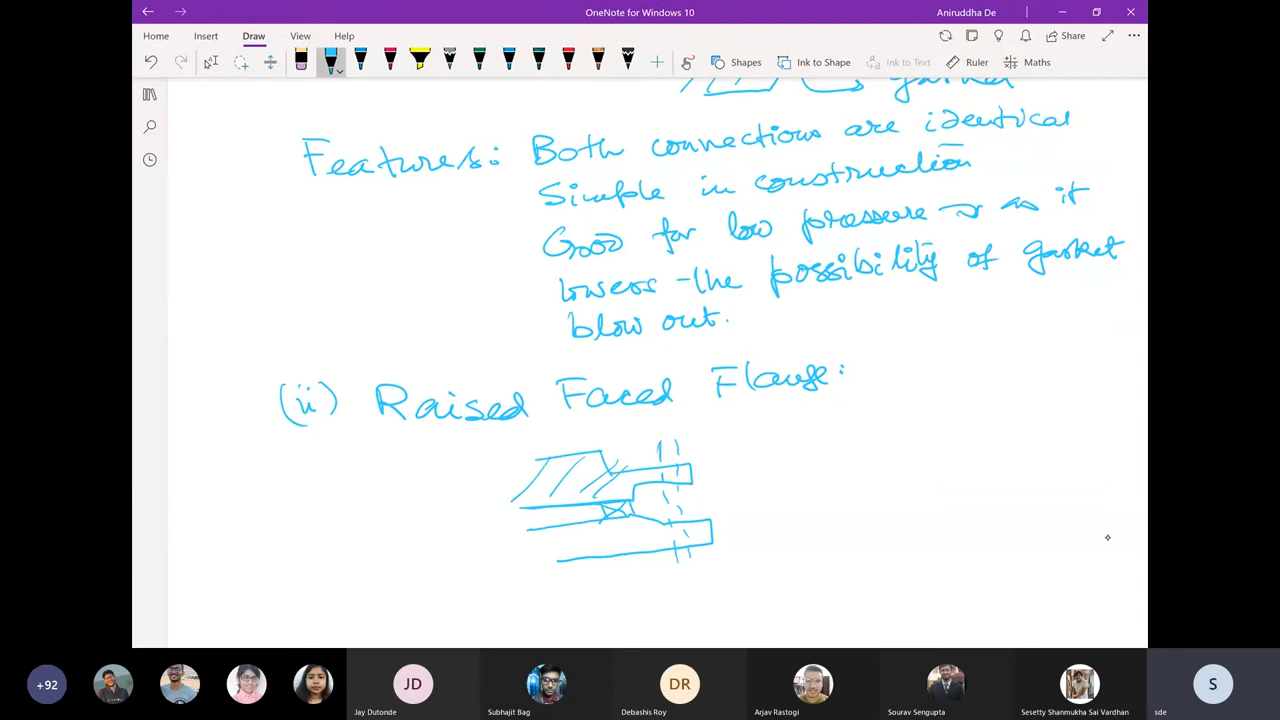 OneNote for Windows 10
Aniruddha De
Home Insert Draw View Help
Share
Shapes
Ink to Shape
Ink to Text
Ruler
Maths
gasket
Features: Both connections are identical
Simple in construction
Good for low pressure as it
lowers the possibility of gasket
blow out.
(ii) Raised Faced Flange:
+92
JD
DR
S
Jay Dutonde
Subhajit Bag
Debashis Roy
Arjav Rastogi
Sourav Sengupta
Sesetty Shanmukha Sai Vardhan
sde